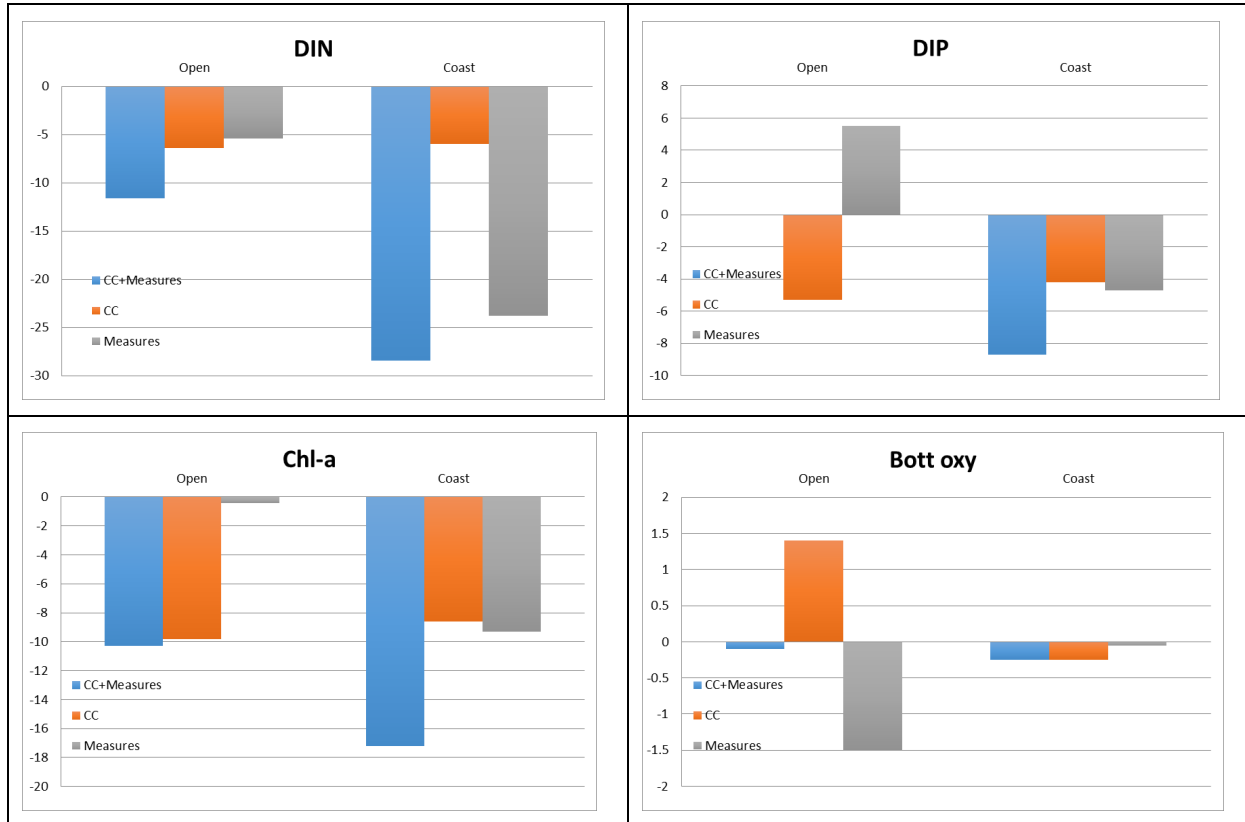 DIN
Open Coast
0
-5
-10
-15
-20
-25
-30
CC+Measures
CC
Measures
DIP
Open Coast
8
6
4
2
0
-2
-4
-6
-8
-10
CC+Measures
CC
Measures
Chl-a
Open Coast
0
-2
-4
-6
-8
-10
-12
-14
-16
-18
-20
CC+Measures
CC
Measures
Bott oxy
Open Coast
2
1.5
1
0.5
0
-0.5
-1
-1.5
-2
CC+Measures
CC
Measures